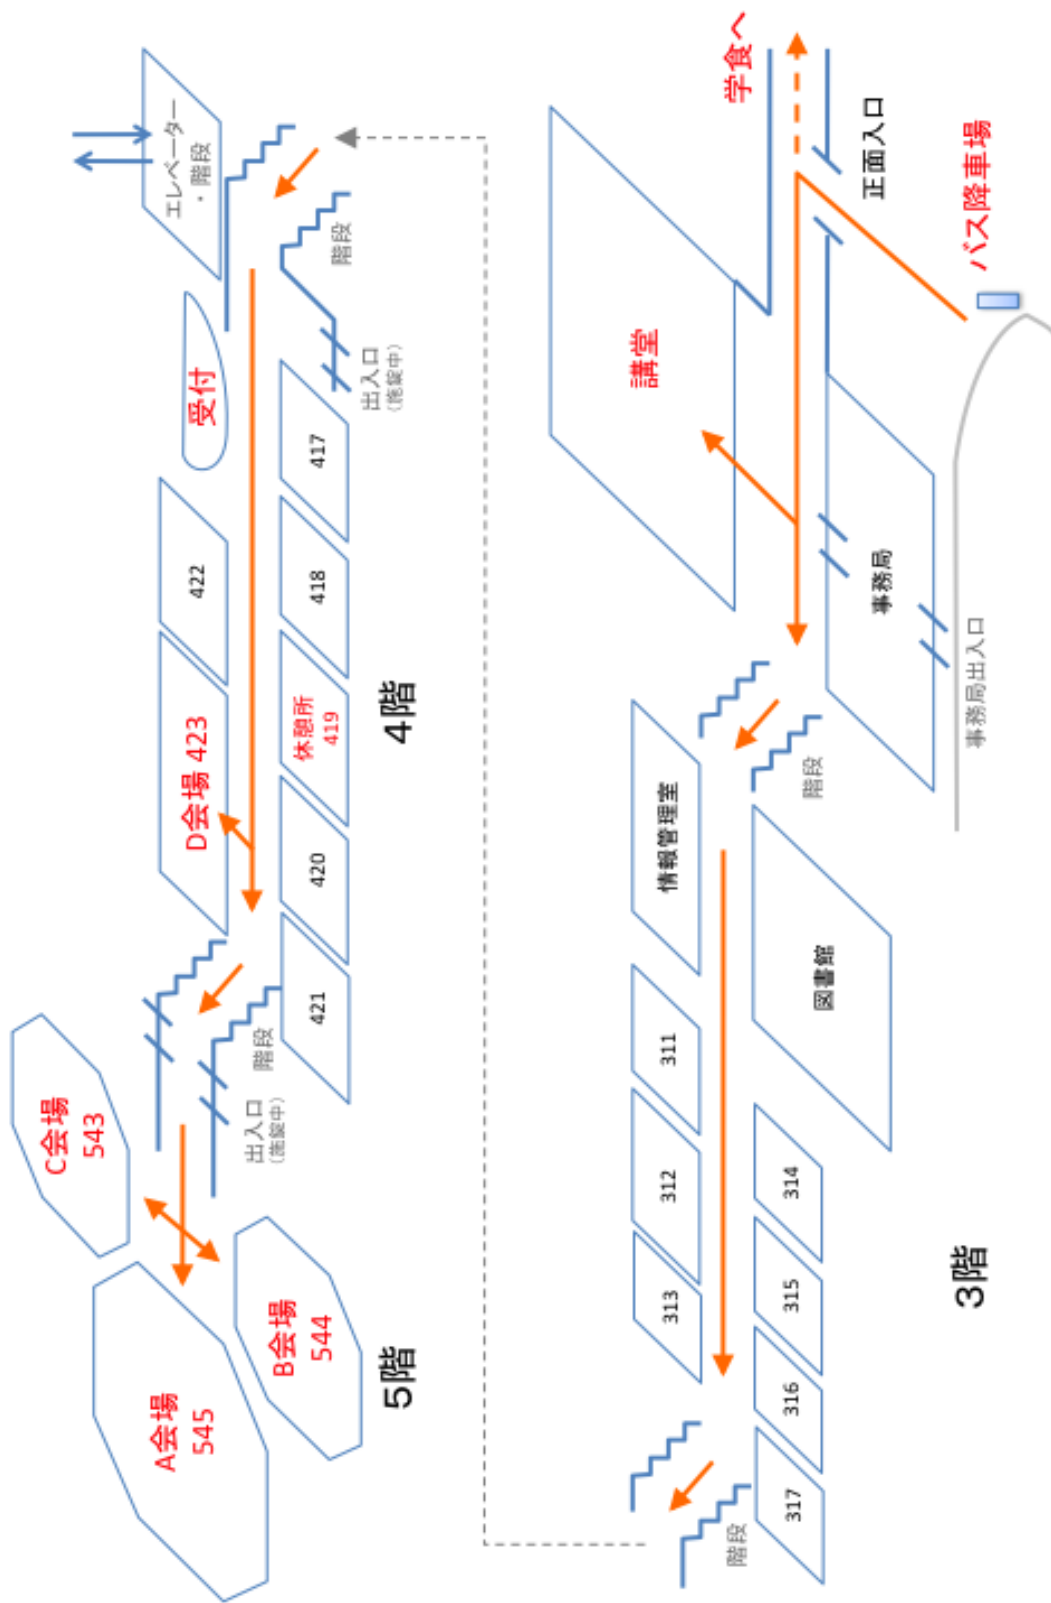 エレベーター
・階段
受付
422
D会場 423
階段
出入口
(施錠中)
417
418
休憩所
419
420
421
4階
階段
出入口
(施錠中)
C会場
543
B会場
544
A会場
545
5階
学食へ
正面入口
バス降車場
講堂
事務局
事務局出入口
階段
情報管理室
図書館
311
312
313
314
315
316
317
階段
3階